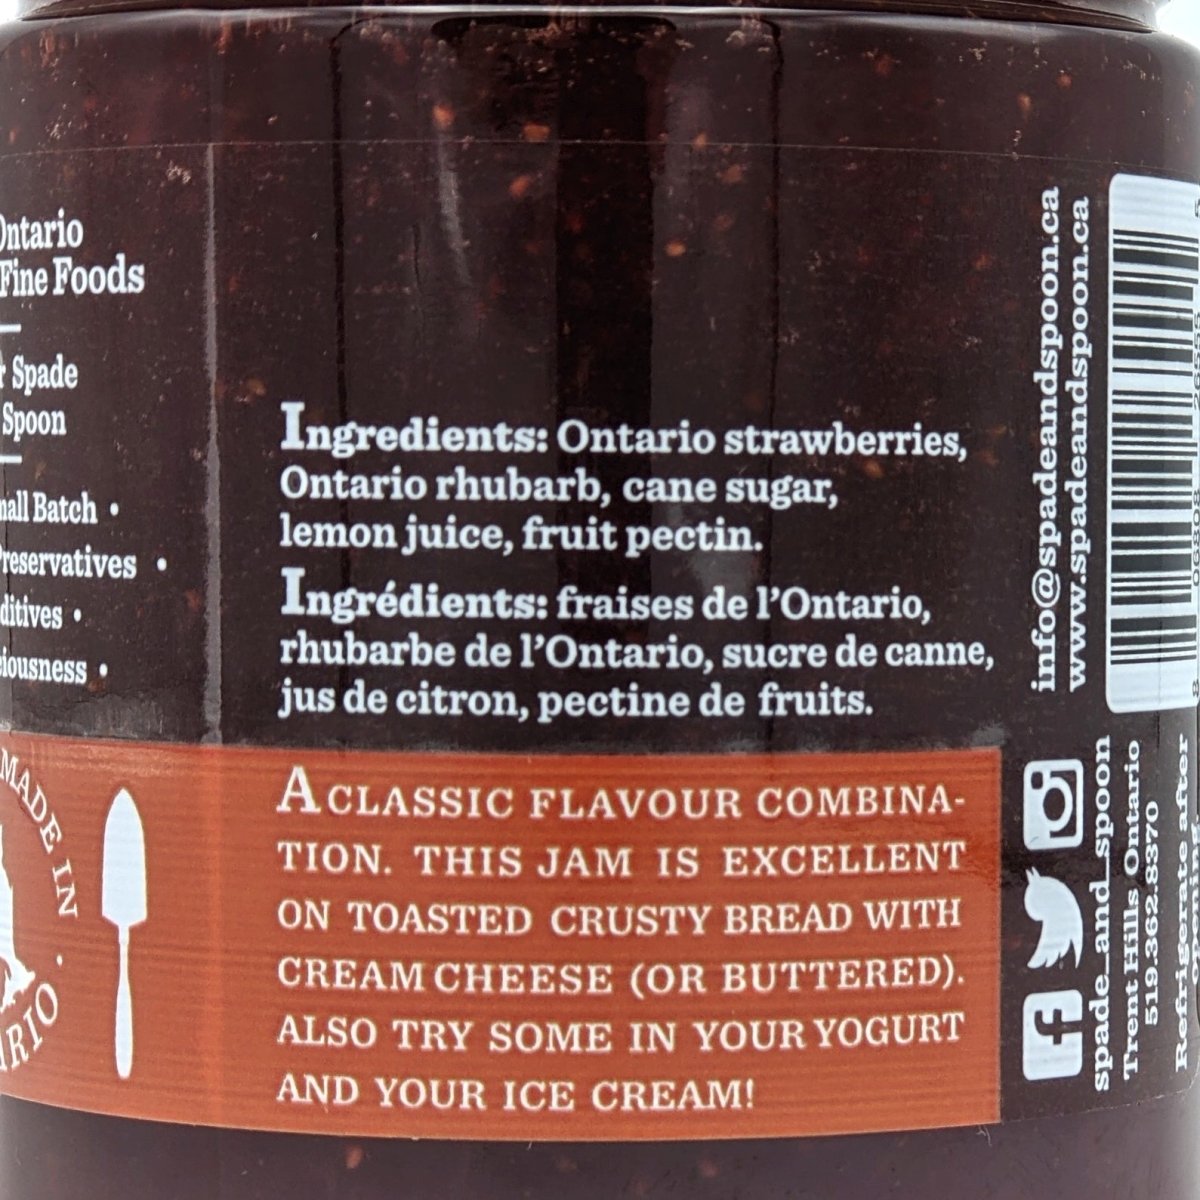 Ontario
Fine Foods
Spade
Spoon
Batch •
Preservatives •
MADE IN
Ingredients: Ontario strawberries,
Ontario rhubarb, cane sugar,
lemon juice, fruit pectin.
Ingrédients: fraises de l'Ontario,
rhubarbe de l'Ontario, sucre de canne,
jus de citron, pectine de fruits.
A CLASSIC FLAVOUR COMBINA-
TION. THIS JAM IS EXCELLENT
ON TOASTED CRUSTY BREAD WITH
CREAM CHEESE (OR BUTTERED).
ALSO TRY SOME IN YOUR YOGURT
AND YOUR ICE CREAM!
info@spadeandspoon.ca
www.spadeandspoon.ca
spade_and_spoon
Trent Hills, Ontario
519.362.8370
Refrigerate after